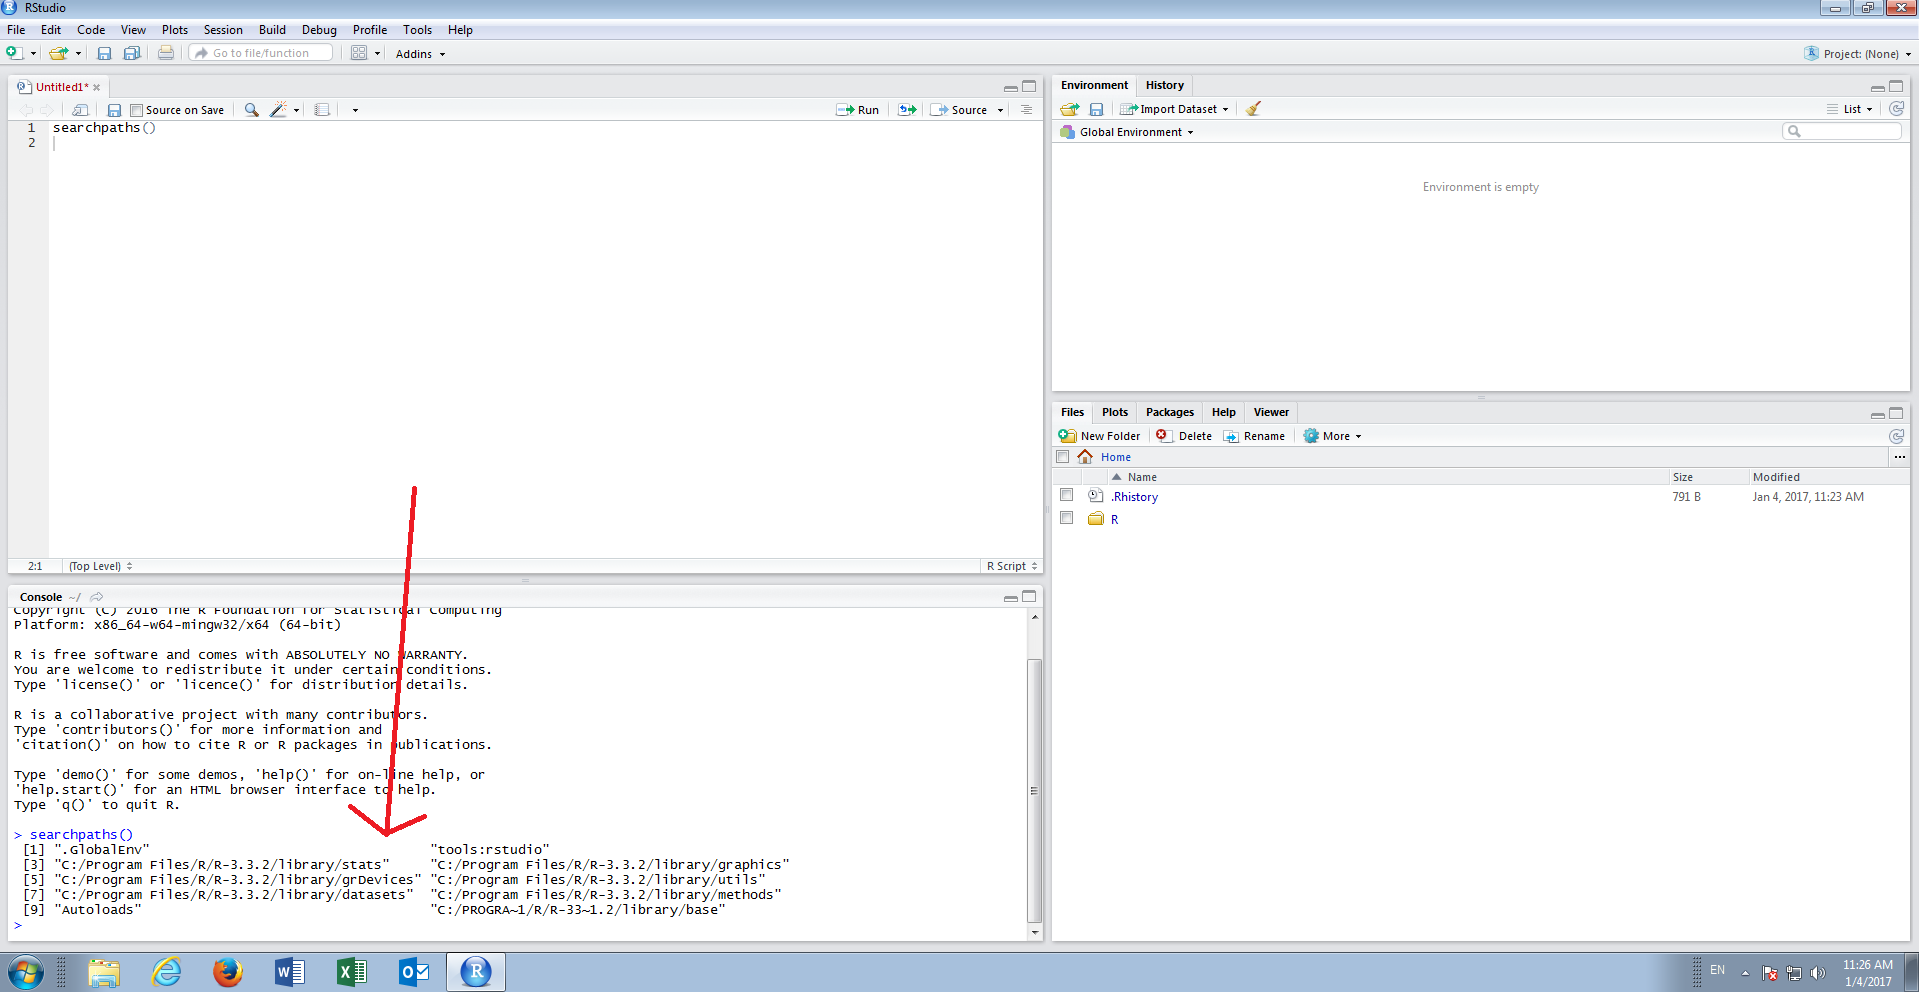 RStudio
File Edit Code View Plots Session Build Debug Profile Tools Help
Go to file/function Addins Project: (None)
Untitled1*
Source on Save Run Source
1 searchpaths()
2
2:1 (Top Level) R Script
Console ~/
Copyright (C) 2016 The R Foundation for Statistical Computing
Platform: x86_64-w64-mingw32/x64 (64-bit)
R is free software and comes with ABSOLUTELY NO WARRANTY.
You are welcome to redistribute it under certain conditions.
Type 'license()' or 'licence()' for distribution details.
R is a collaborative project with many contributors.
Type 'contributors()' for more information and
'citation()' on how to cite R or R packages in publications.
Type 'demo()' for some demos, 'help()' for on-line help, or
'help.start()' for an HTML browser interface to help.
Type 'q()' to quit R.
> searchpaths()
[1] ".GlobalEnv" "tools:rstudio"
[3] "C:/Program Files/R/R-3.3.2/library/stats" "C:/Program Files/R/R-3.3.2/library/graphics"
[5] "C:/Program Files/R/R-3.3.2/library/grDevices" "C:/Program Files/R/R-3.3.2/library/utils"
[7] "C:/Program Files/R/R-3.3.2/library/datasets" "C:/Program Files/R/R-3.3.2/library/methods"
[9] "Autoloads" "C:/PROGRA~1/R/R-33~1.2/library/base"
>
Environment History
Import Dataset List
Global Environment
Environment is empty
Files Plots Packages Help Viewer
New Folder Delete Rename More
Home ...
Name Size Modified
.Rhistory 791 B Jan 4, 2017, 11:23 AM
R
EN 11:26 AM
1/4/2017